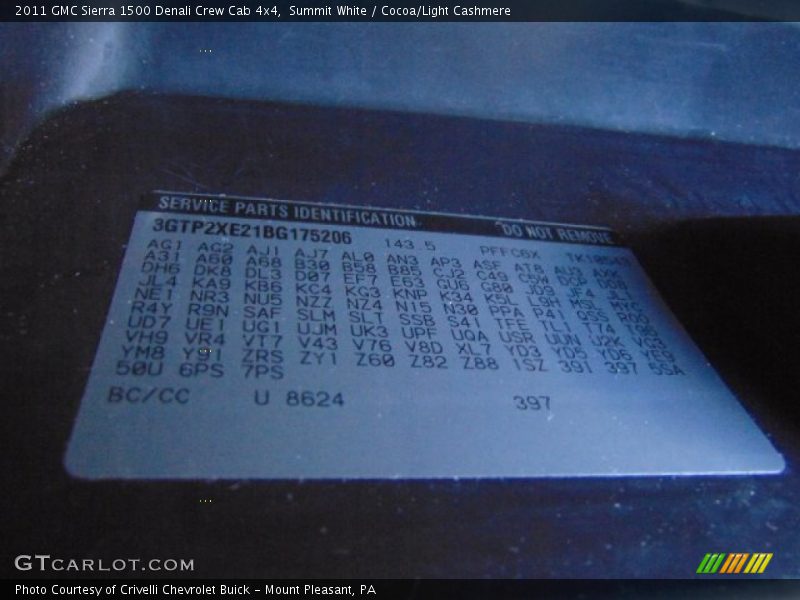 2011 GMC Sierra 1500 Denali Crew Cab 4x4,  Summit White / Cocoa/Light Cashmere
SERVICE PARTS IDENTIFICATION DO NOT REMOVE
3GTP2XE21BG175206 143.5 PFFC6X
AG1 AG2 AJ1 AJ7 AL0 AN3 AP3 ASF AT8 AU3 AXK
A31 A60 A68 B30 B58 B85 CJ2 C49
DH6 DK8 DL3 D07 EF7 E63 GU6 G80
JL4 KA9 KB6 KC4 KG3 KNP K34 K5L L9H
NE1 NR3 NU5 NZZ NZ4 N15 N30 PPA P41 QSS
R4Y R9N SAF SLM SLT SSB S41 TFE TL1 T74
UD7 UE1 UG1 UJM UK3 UPF UQA USR UUN U2K VG3
VH9 VR4 VT7 V43 V76 V8D XL7 YD3 YD5 YD6 YE9
YM8 Y59 ZRS ZY1 Z60 Z82 Z88 1SZ 391 397 5SA
50U 6PS 7PS
BC/CC U 8624 397
GTCARLOT.COM
Photo Courtesy of Crivelli Chevrolet Buick – Mount Pleasant, PA